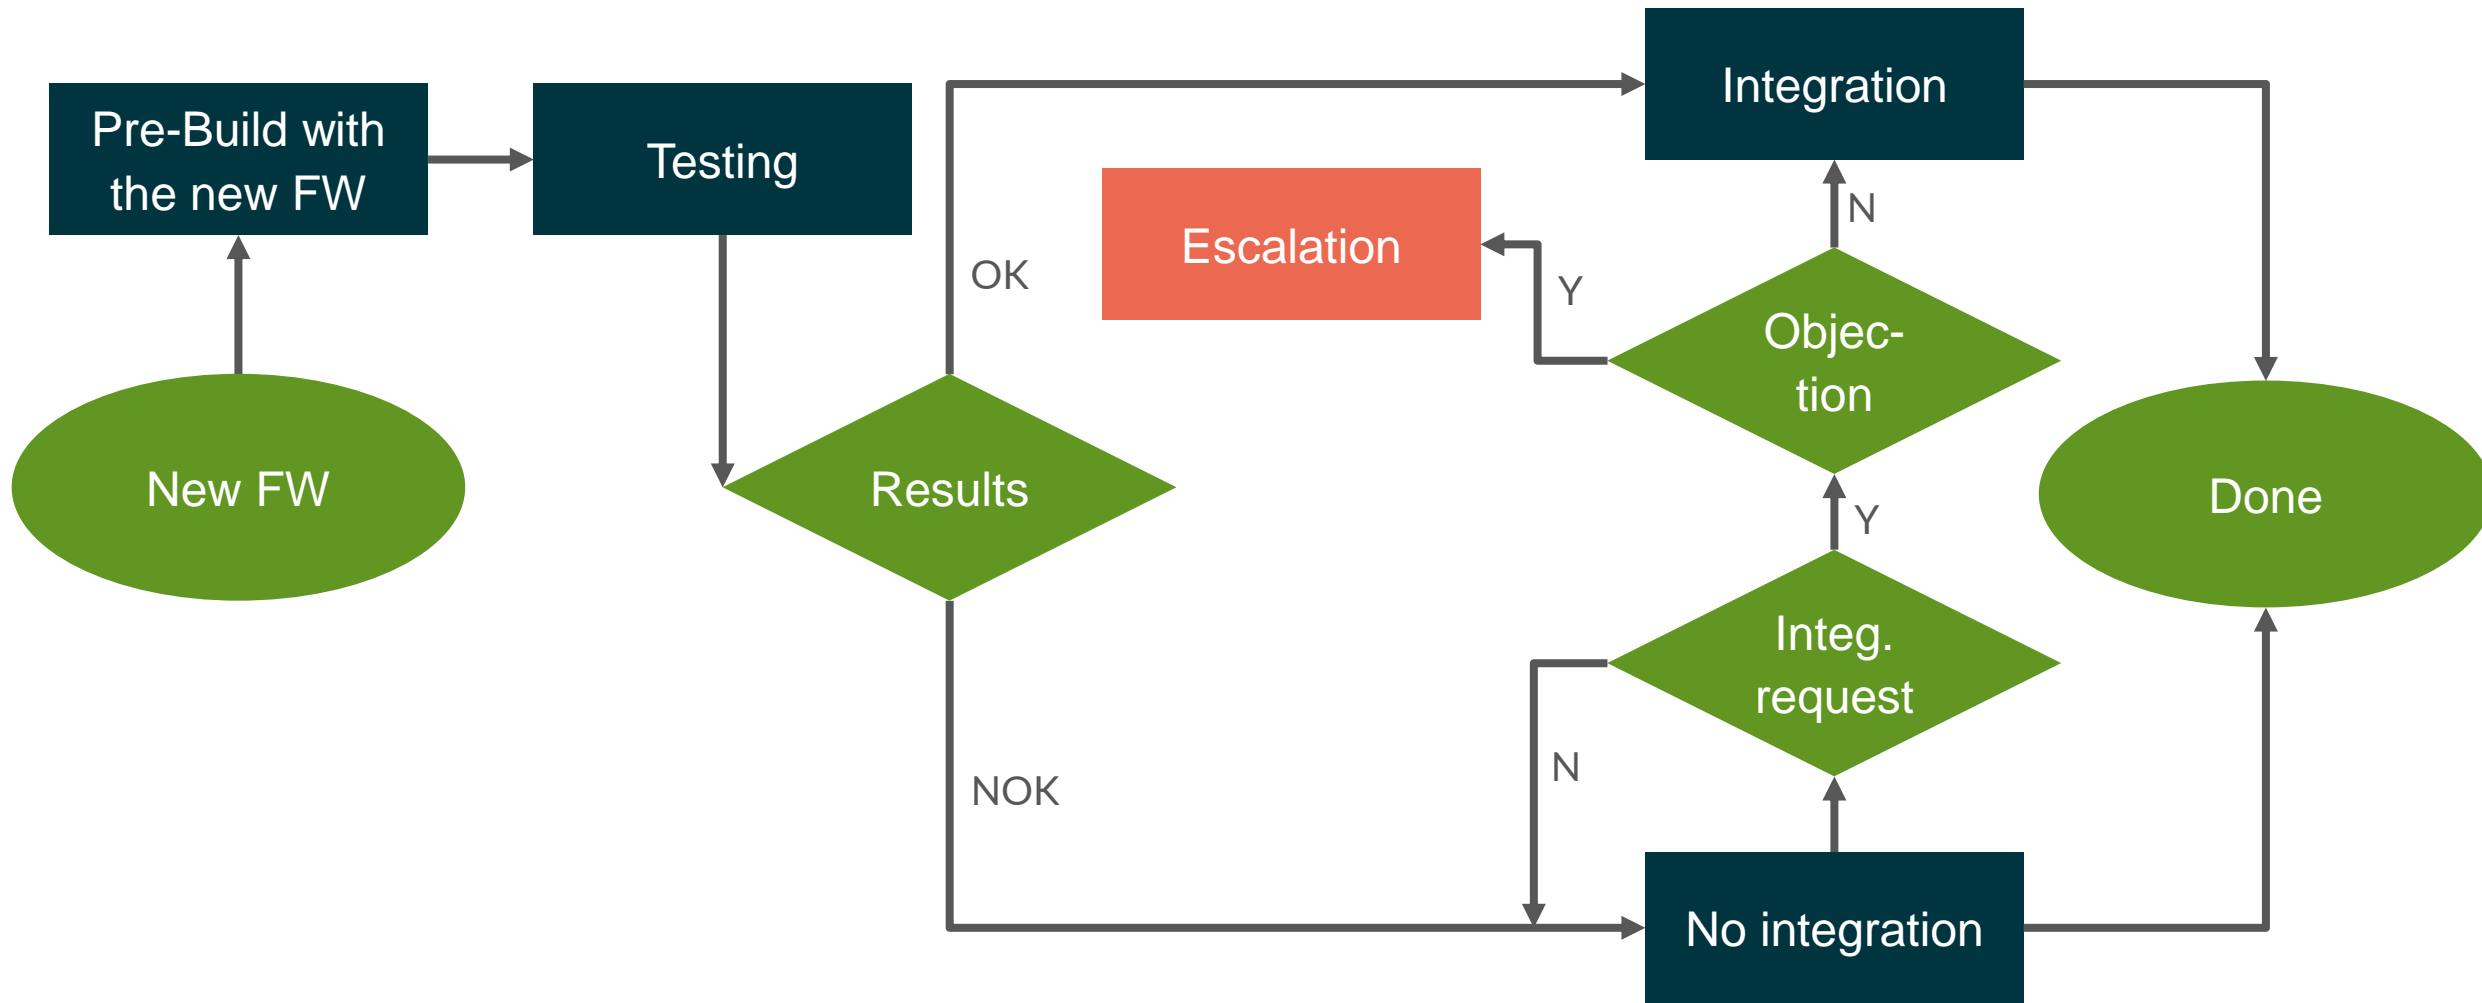 Pre-Build with
the new FW
Testing
Integration
Escalation
N
OK
Y
Objec-
tion
New FW
Results
Y
Done
Integ.
request
N
NOK
No integration